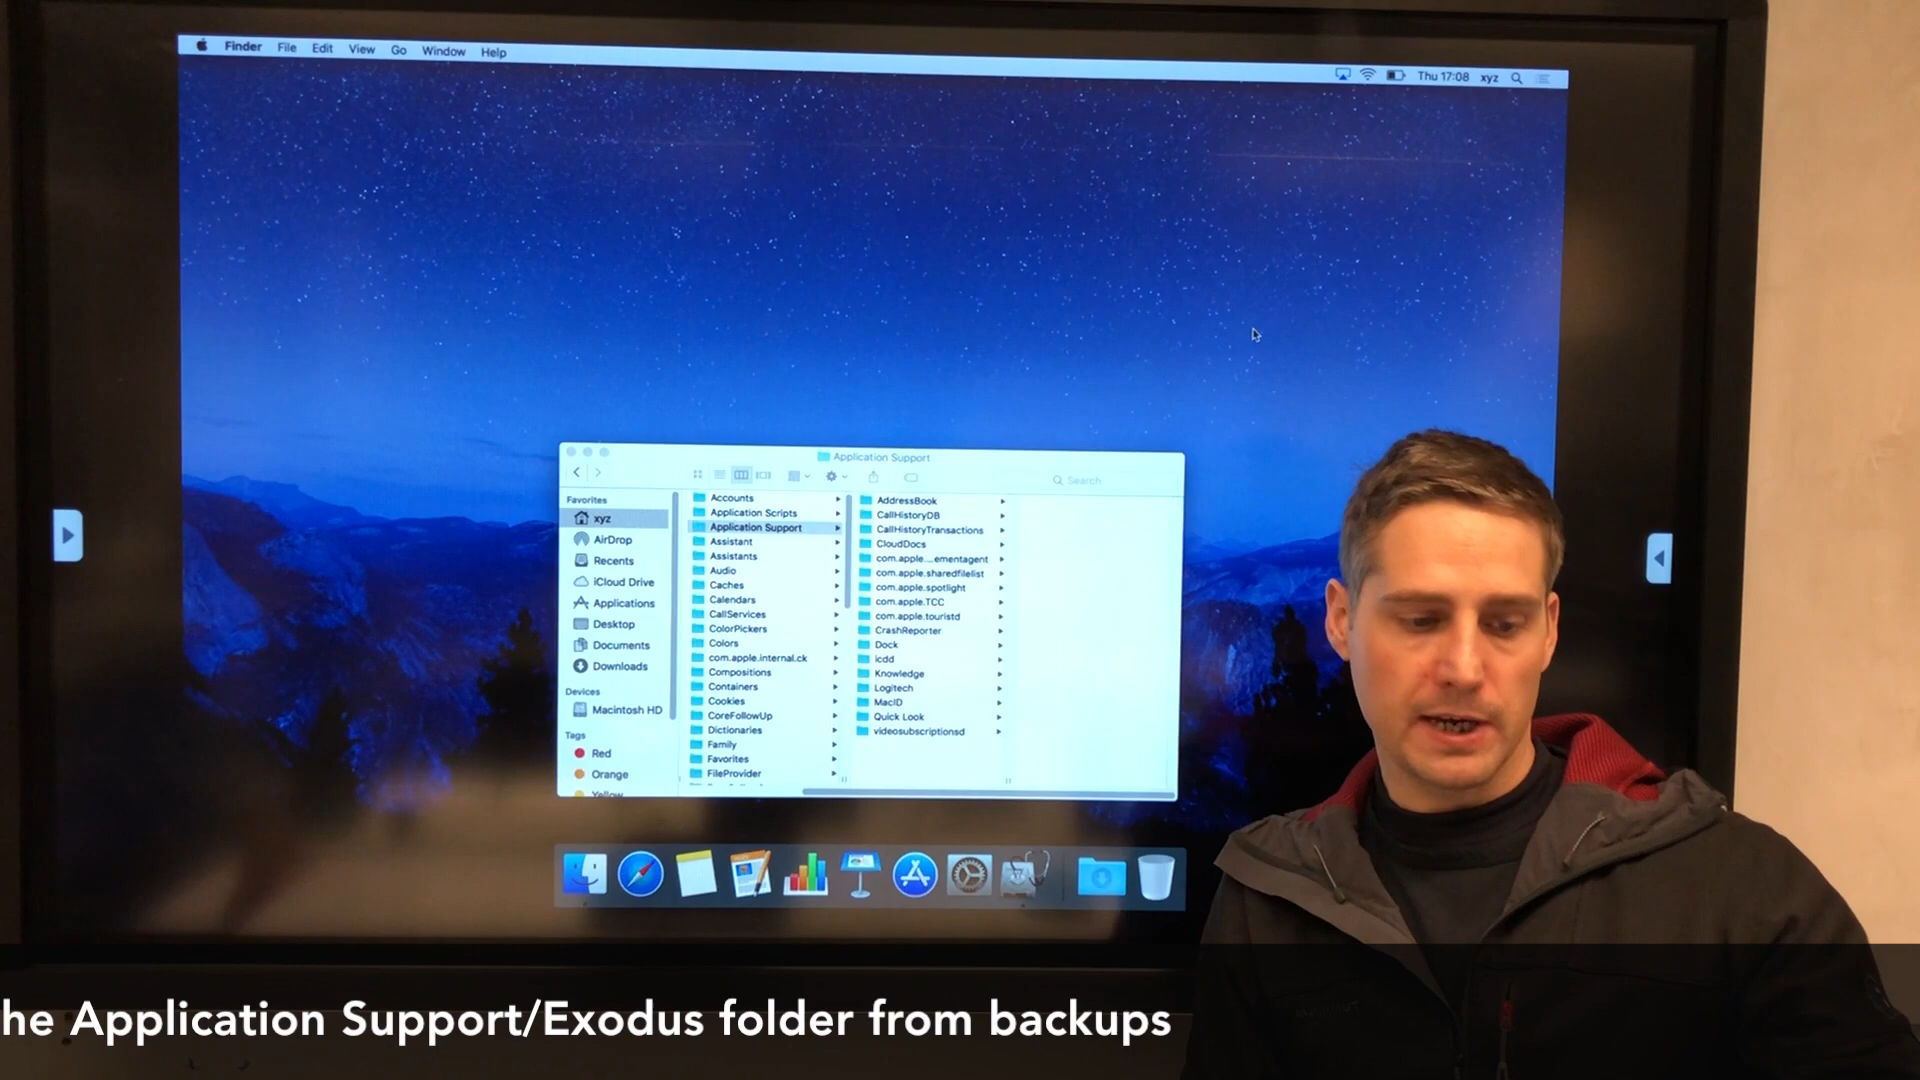 Finder File Edit View Go Window Help
Thu 17:08 xyz
Application Support
Search
Favorites
xyz
AirDrop
Recents
iCloud Drive
Applications
Desktop
Documents
Downloads
Devices
Macintosh HD
Tags
Red
Orange
Yellow
Accounts
Application Scripts
Application Support
Assistant
Assistants
Audio
Caches
Calendars
CallServices
ColorPickers
Colors
com.apple.internal.ck
Compositions
Containers
Cookies
CoreFollowUp
Dictionaries
Family
Favorites
FileProvider
AddressBook
CallHistoryDB
CallHistoryTransactions
CloudDocs
com.apple....ementagent
com.apple.sharedfilelist
com.apple.spotlight
com.apple.TCC
com.apple.touristd
CrashReporter
Dock
icdd
Knowledge
Logitech
MacID
Quick Look
videosubscriptionsd
he Application Support/Exodus folder from backups